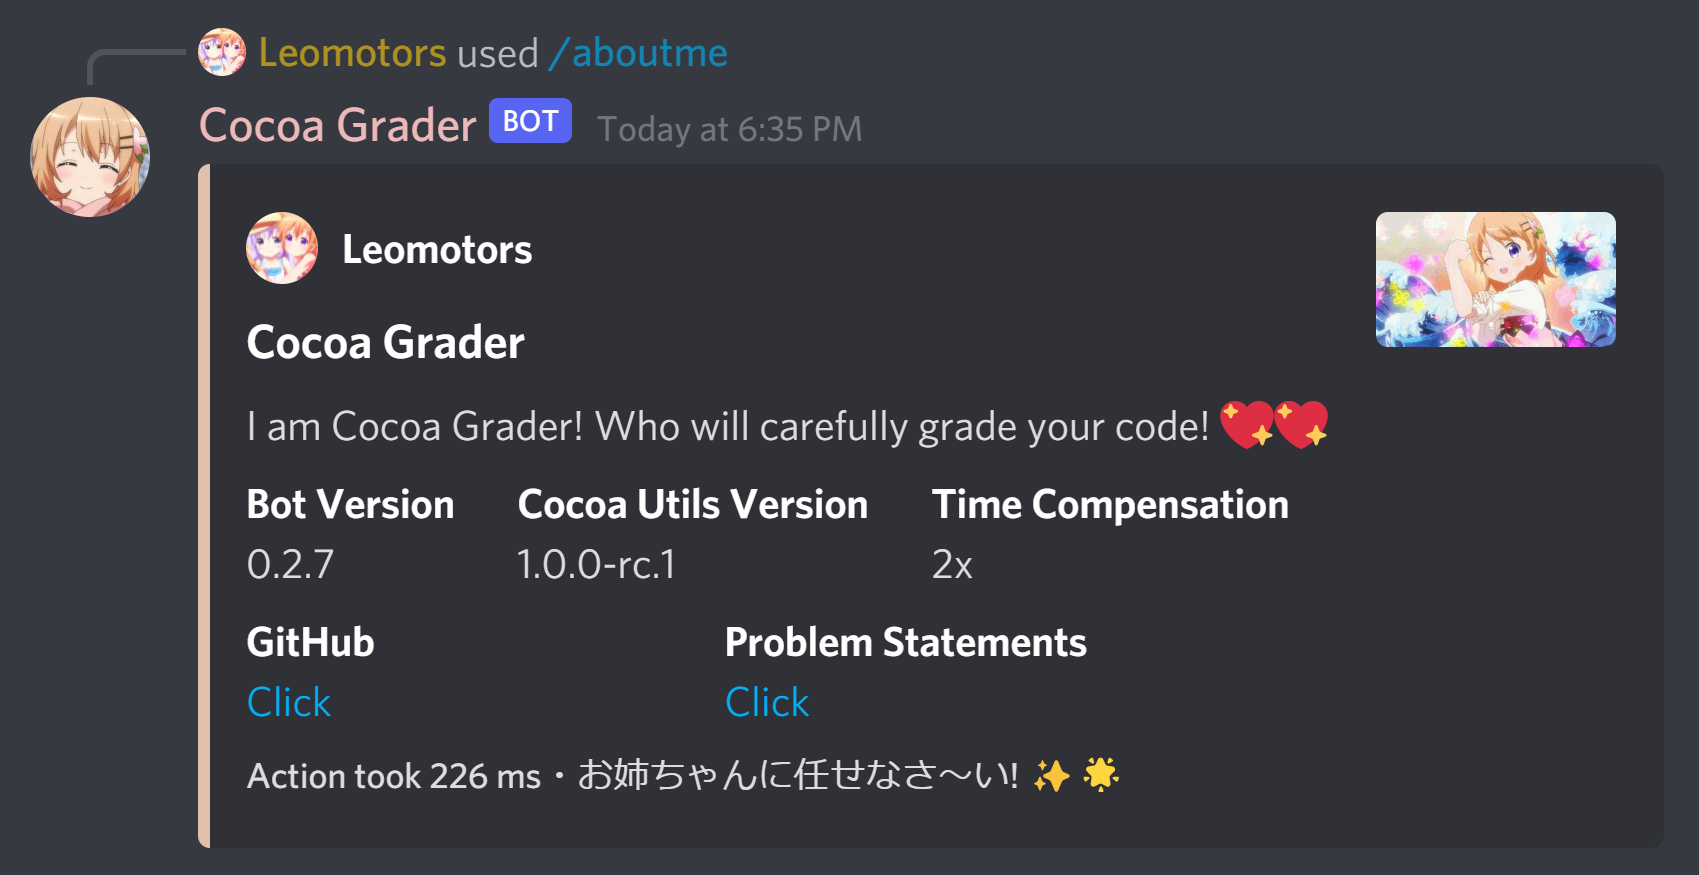 Leomotors used /aboutme
Cocoa Grader BOT Today at 6:35 PM
Leomotors
Cocoa Grader
I am Cocoa Grader! Who will carefully grade your code! 💖💖
Bot Version Cocoa Utils Version Time Compensation
0.2.7 1.0.0-rc.1 2x
GitHub Problem Statements
Click Click
Action took 226 ms・お姉ちゃんに任せなさ〜い! ✨ 🌟